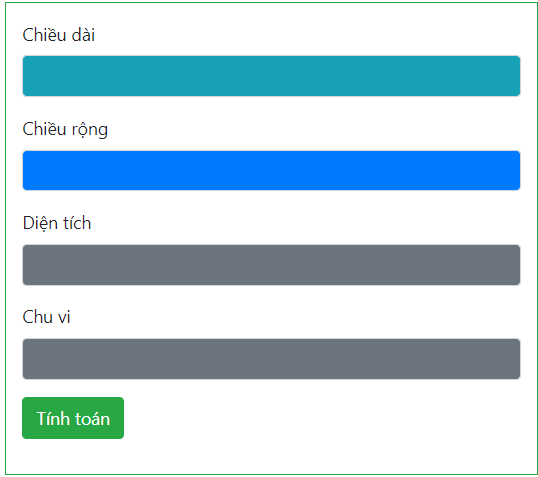 Chiều dài
Chiều rộng
Diện tích
Chu vi
Tính toán